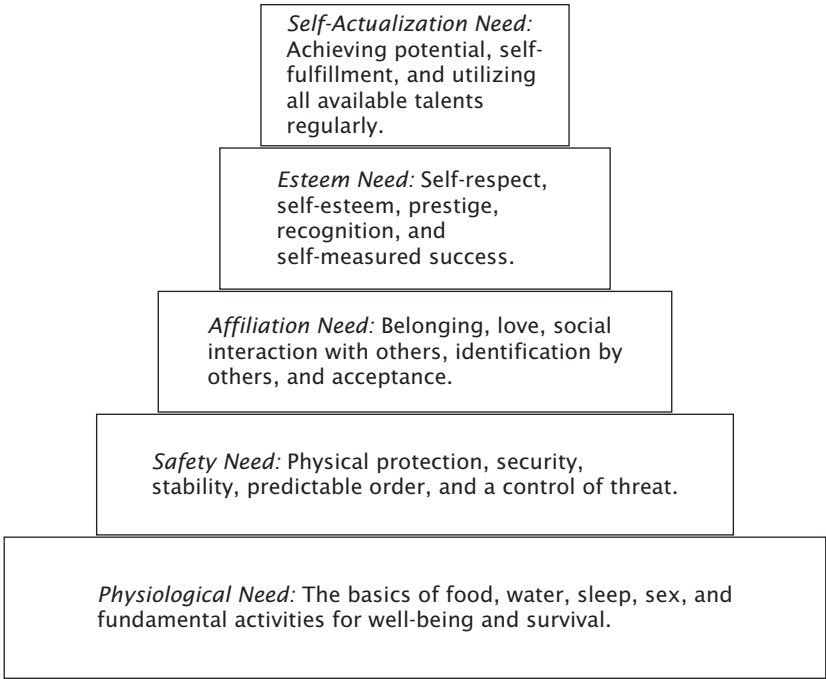 Self-Actualization Need:
Achieving potential, self-
fulfillment, and utilizing
all available talents
regularly.
Esteem Need: Self-respect,
self-esteem, prestige,
recognition, and
self-measured success.
Affiliation Need: Belonging, love, social
interaction with others, identification by
others, and acceptance.
Safety Need: Physical protection, security,
stability, predictable order, and a control of threat.
Physiological Need: The basics of food, water, sleep, sex, and
fundamental activities for well-being and survival.